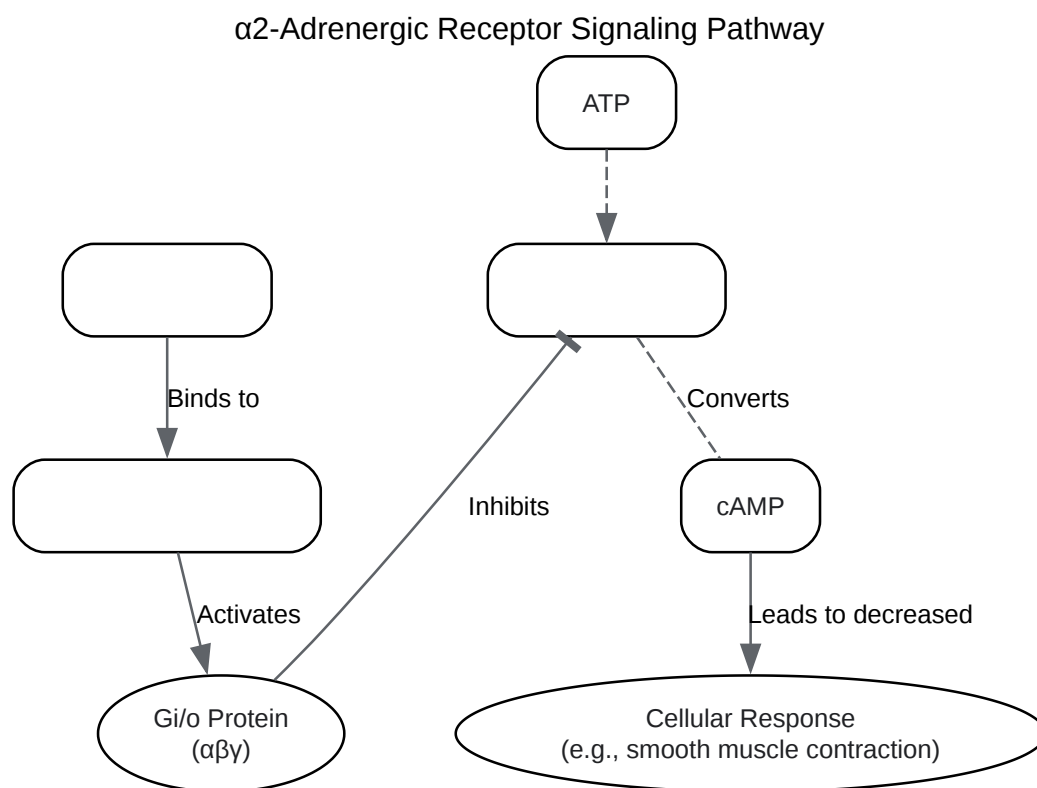 α2-Adrenergic Receptor Signaling Pathway
ATP
Binds to
Converts
Inhibits
cAMP
Activates
Leads to decreased
Gi/o Protein
(αβγ)
Cellular Response
(e.g., smooth muscle contraction)